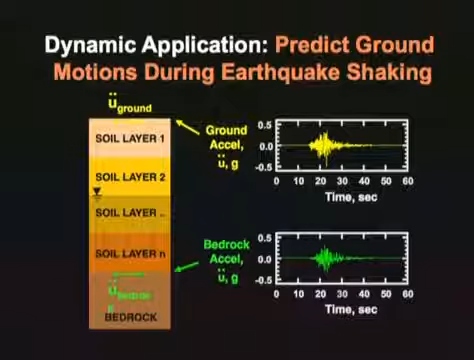 Dynamic Application: Predict Ground
Motions During Earthquake Shaking
ü ground
SOIL LAYER 1
SOIL LAYER 2
SOIL LAYER ..
SOIL LAYER n
ü
BEDROCK
Ground
Accel,
ü, g
0.5
0.0
-0.5
0 10 20 30 40 50 60
Time, sec
Bedrock
Accel,
ü, g
0.5
0.0
-0.5
0 10 20 30 40 50 60
Time, sec